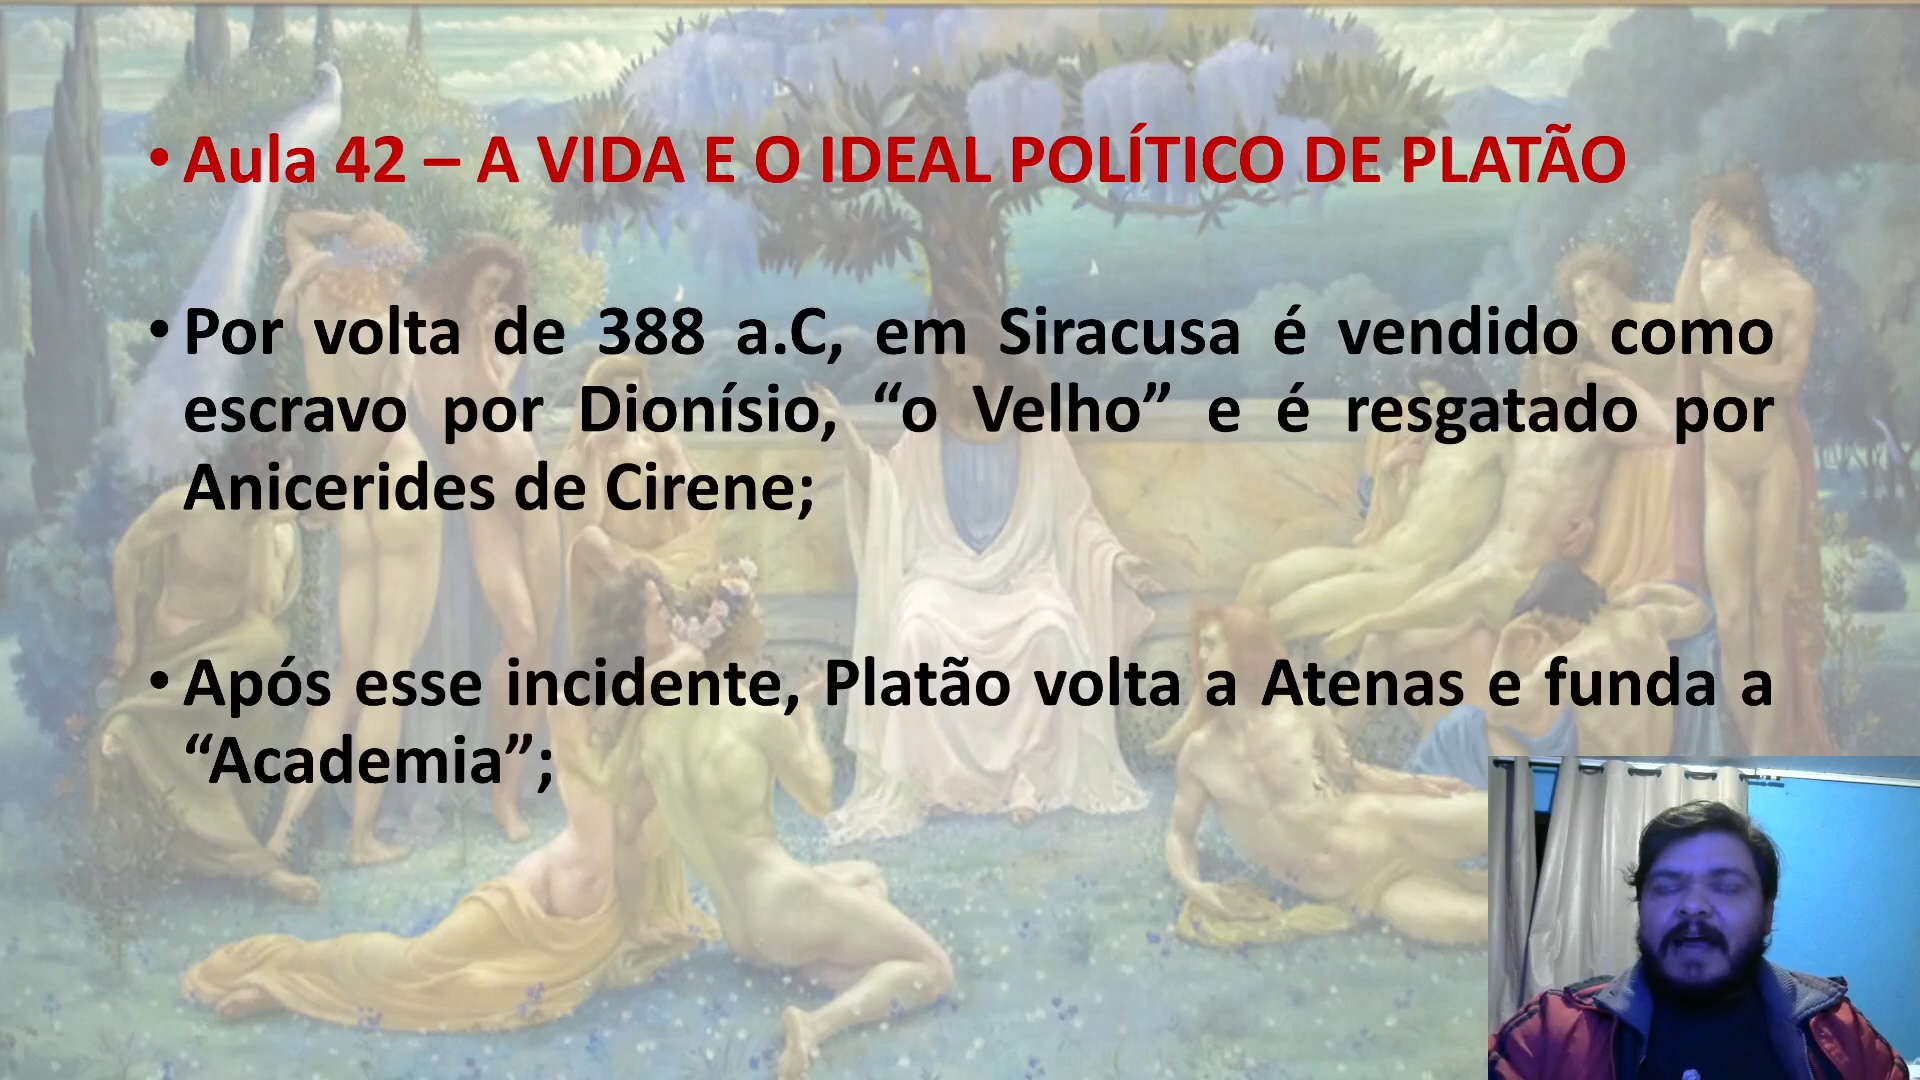 • Aula 42 – A VIDA E O IDEAL POLÍTICO DE PLATÃO
• Por volta de 388 a.C, em Siracusa é vendido como
escravo por Dionísio, “o Velho” e é resgatado por
Anicerides de Cirene;
• Após esse incidente, Platão volta a Atenas e funda a
“Academia”;